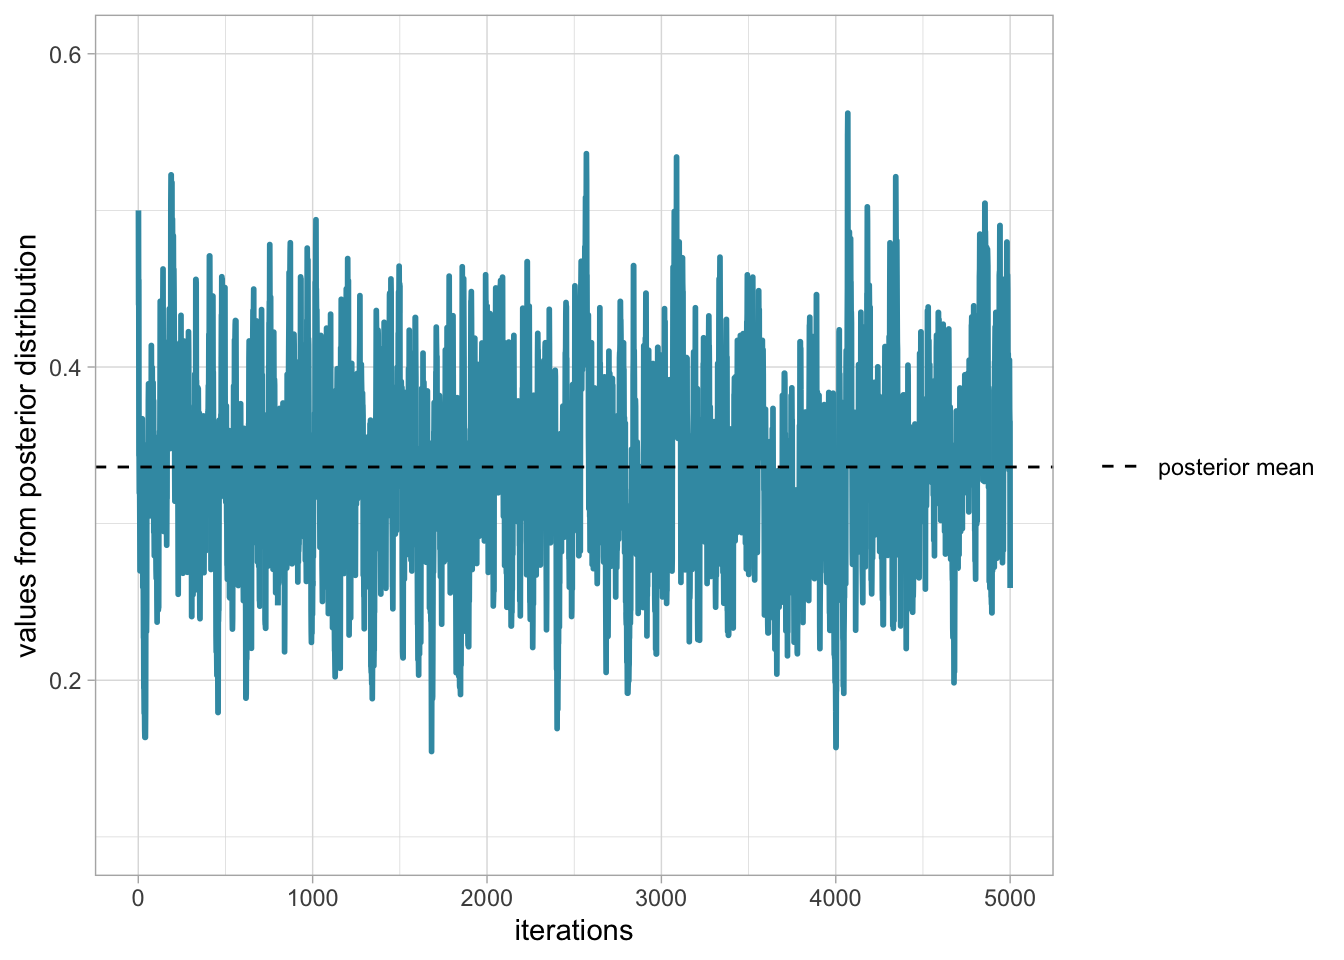 values from posterior distribution
0.6
0.4
0.2
0 1000 2000 3000 4000 5000
iterations
posterior mean